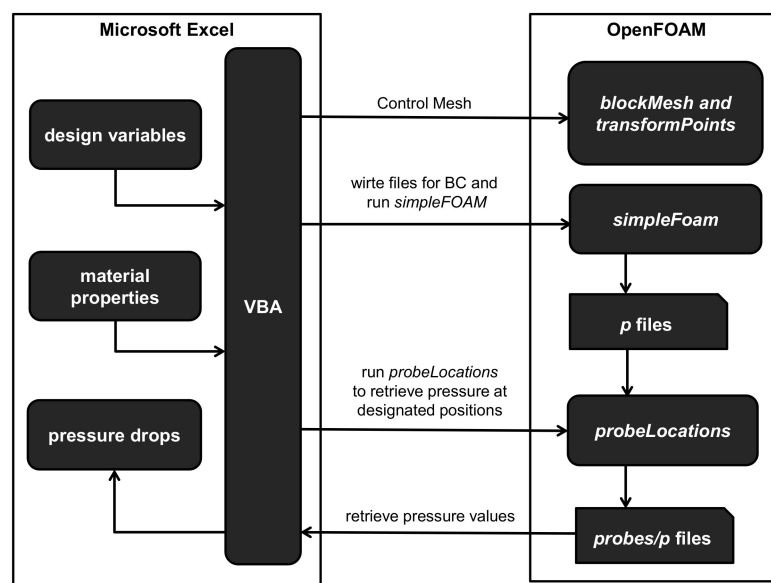 Microsoft Excel
OpenFOAM
design variables
material
properties
pressure drops
VBA
Control Mesh
wirte files for BC and
run simpleFOAM
run probeLocations
to retrieve pressure at
designated positions
retrieve pressure values
blockMesh and
transformPoints
simpleFoam
p files
probeLocations
probes/p files